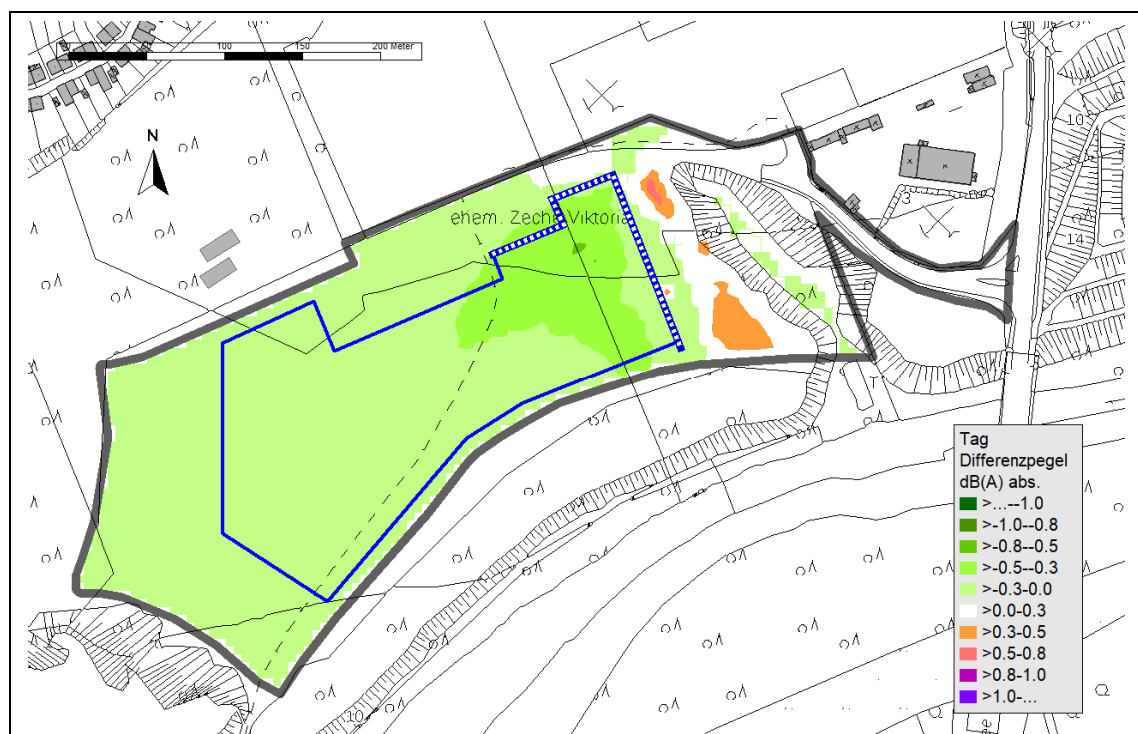 0 50 100 150 200 Meter
10
N
3
ehem. Zeche Viktoria
14
10
Tag
Differenzpegel
dB(A) abs.
>...--1.0
>-1.0--0.8
>-0.8--0.5
>-0.5--0.3
>-0.3-0.0
>0.0-0.3
>0.3-0.5
>0.5-0.8
>0.8-1.0
>1.0-...